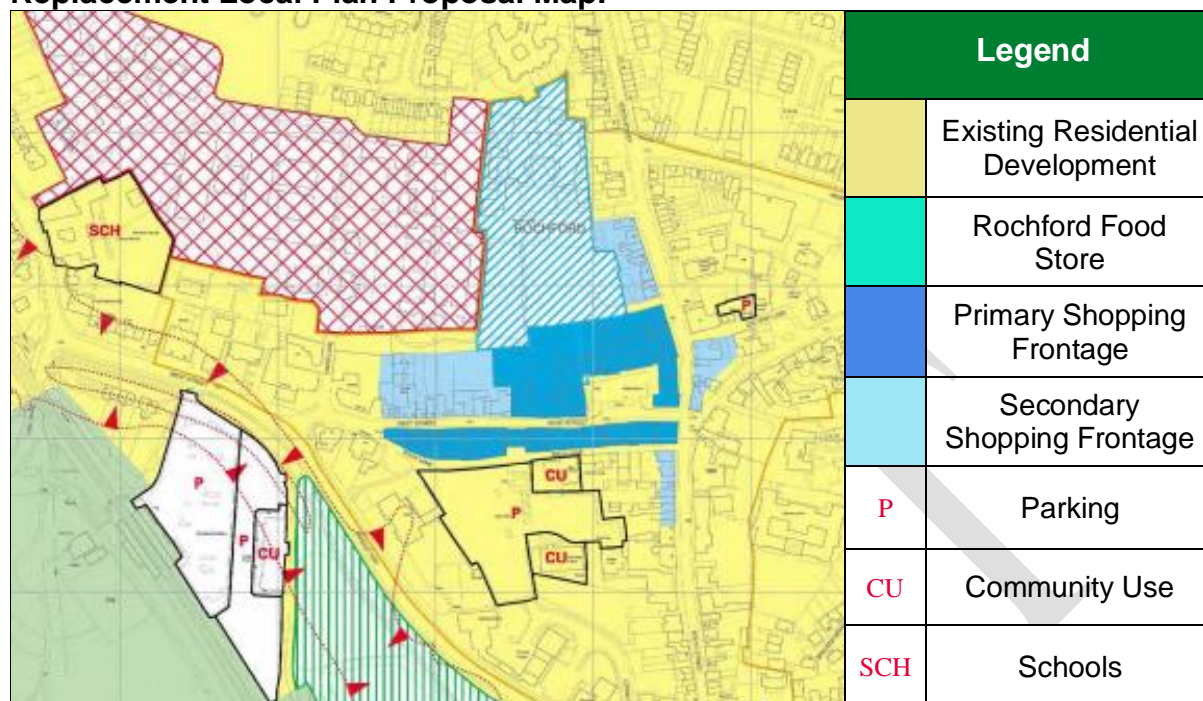 Replacement Local Plan Proposal Map.
Legend
Existing Residential
Development
Rochford Food
Store
Primary Shopping
Frontage
Secondary
Shopping Frontage
P
Parking
CU
Community Use
SCH
Schools
SCH
ROCHFORD
P
P
P
CU
P
CU
CU